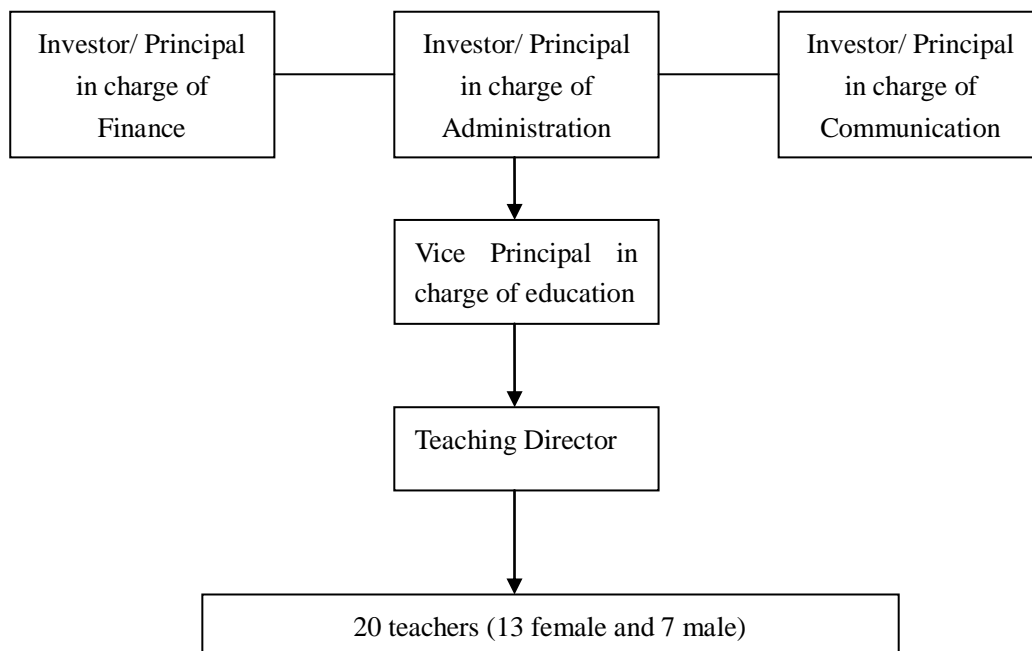 Investor/ Principal
in charge of
Finance
Investor/ Principal
in charge of
Administration
Investor/ Principal
in charge of
Communication
Vice Principal in
charge of education
Teaching Director
20 teachers (13 female and 7 male)